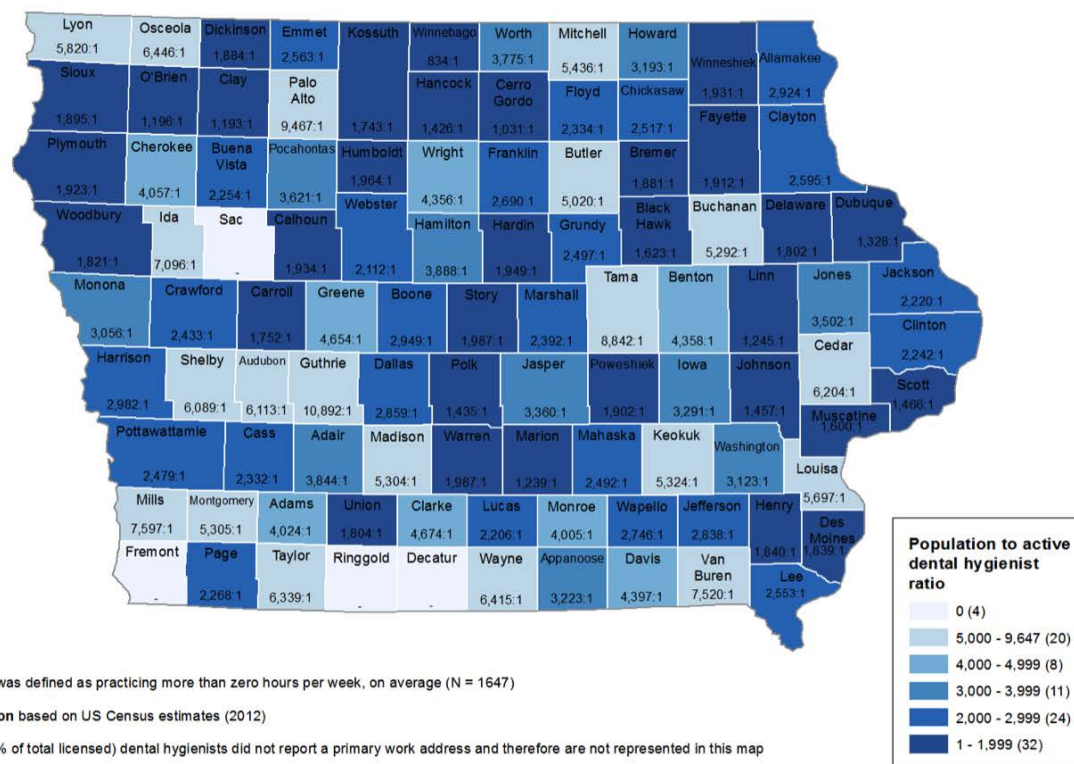 Lyon
5,820:1
Osceola
6,446:1
Dickinson
1,884:1
Emmet
2,563:1
Kossuth
1,743:1
Winnebago
834:1
Worth
3,775:1
Mitchell
5,436:1
Howard
3,193:1
Winneshiek
1,931:1
Allamakee
2,924:1
Sioux
1,895:1
O'Brien
1,196:1
Clay
1,193:1
Palo
Alto
9,467:1
Hancock
1,426:1
Cerro
Gordo
1,031:1
Floyd
2,334:1
Chickasaw
2,517:1
Fayette
1,912:1
Clayton
2,595:1
Plymouth
1,923:1
Cherokee
4,057:1
Buena
Vista
2,254:1
Pocahontas
3,621:1
Humboldt
1,964:1
Wright
4,356:1
Franklin
2,690:1
Butler
5,020:1
Bremer
1,881:1
Woodbury
1,821:1
Ida
7,096:1
Sac
-
Calhoun
1,934:1
Webster
2,112:1
Hamilton
3,888:1
Hardin
1,949:1
Grundy
2,497:1
Black
Hawk
1,623:1
Buchanan
5,292:1
Delaware
1,802:1
Dubuque
1,328:1
Monona
3,056:1
Crawford
2,433:1
Carroll
1,752:1
Greene
4,654:1
Boone
2,949:1
Story
1,987:1
Marshall
2,392:1
Tama
8,842:1
Benton
4,358:1
Linn
1,245:1
Jones
3,502:1
Jackson
2,220:1
Clinton
2,242:1
Cedar
6,204:1
Harrison
2,982:1
Shelby
6,089:1
Audubon
6,113:1
Guthrie
10,892:1
Dallas
2,859:1
Polk
1,435:1
Jasper
3,360:1
Poweshiek
1,902:1
Iowa
3,291:1
Johnson
1,457:1
Scott
1,466:1
Muscatine
1,600:1
Pottawattamie
2,479:1
Cass
2,332:1
Adair
3,844:1
Madison
5,304:1
Warren
1,987:1
Marion
1,239:1
Mahaska
2,492:1
Keokuk
5,324:1
Washington
3,123:1
Louisa
5,697:1
Mills
7,597:1
Montgomery
5,305:1
Adams
4,024:1
Union
1,804:1
Clarke
4,674:1
Lucas
2,206:1
Monroe
4,005:1
Wapello
2,746:1
Jefferson
2,838:1
Henry
1,840:1
Des
Moines
1,839:1
Fremont
-
Page
2,268:1
Taylor
6,339:1
Ringgold
-
Decatur
-
Wayne
6,415:1
Appanoose
3,223:1
Davis
4,397:1
Van
Buren
7,520:1
Lee
2,553:1
Population to active
dental hygienist
ratio
0 (4)
5,000 - 9,647 (20)
4,000 - 4,999 (8)
3,000 - 3,999 (11)
2,000 - 2,999 (24)
1 - 1,999 (32)
was defined as practicing more than zero hours per week, on average (N = 1647)
on based on US Census estimates (2012)
% of total licensed) dental hygienists did not report a primary work address and therefore are not represented in this map